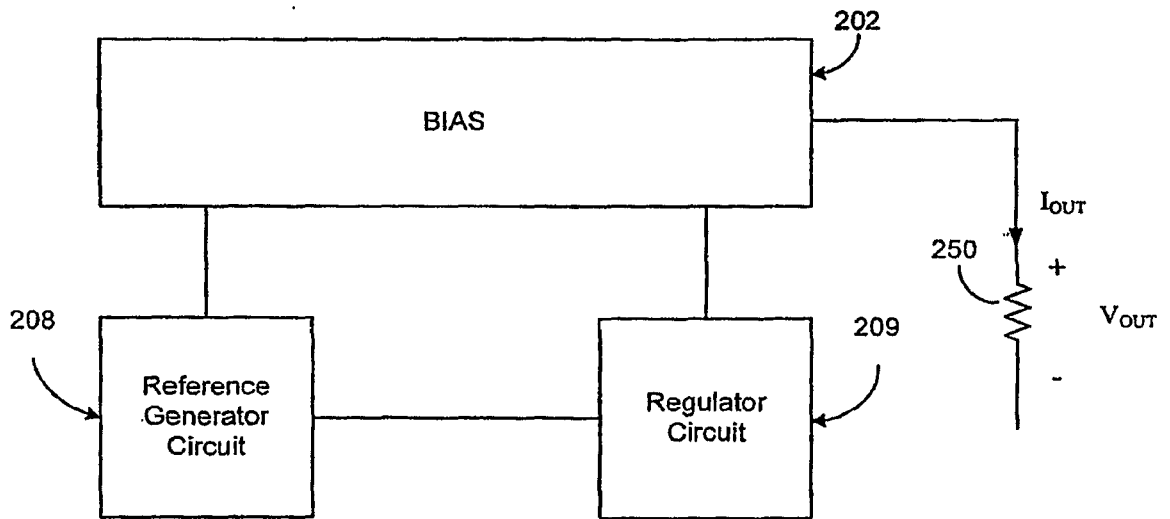 202
BIAS
I_OUT
250
+
V_OUT
-
208
209
Reference
Generator
Circuit
Regulator
Circuit